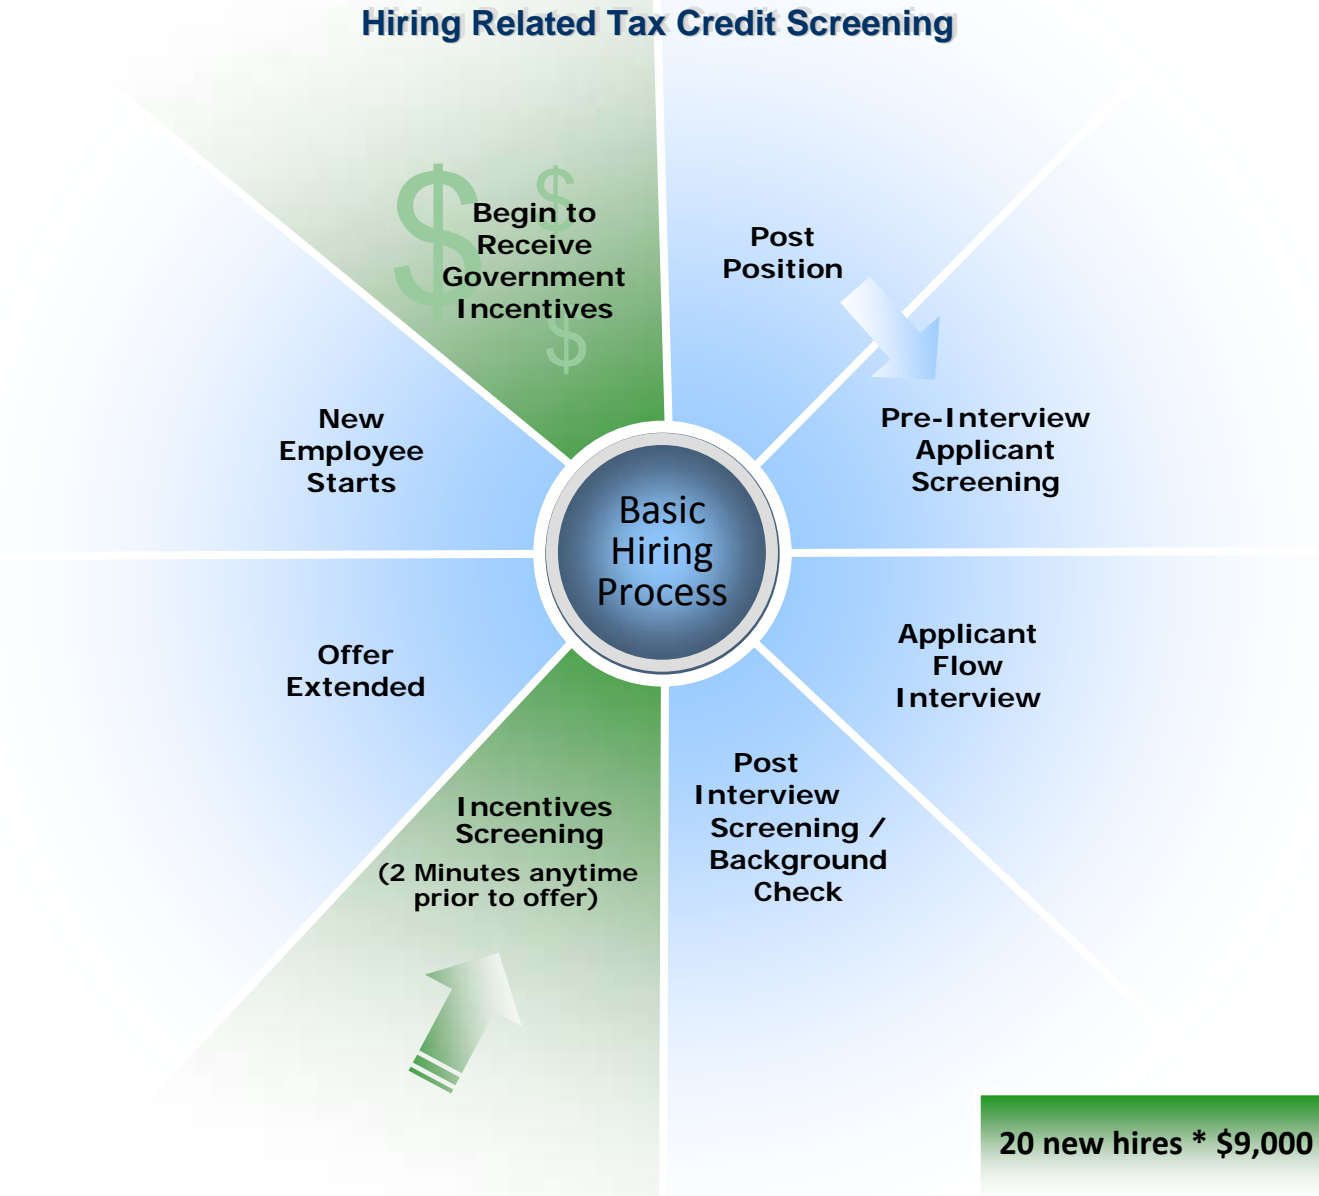 Hiring Related Tax Credit Screening
Begin to
Receive
Government
Incentives
$
$
$
Post
Position
Pre-Interview
Applicant
Screening
New
Employee
Starts
Basic
Hiring
Process
Applicant
Flow
Interview
Offer
Extended
Post
Interview
Screening /
Background
Check
Incentives
Screening
(2 Minutes anytime
prior to offer)
20 new hires * $9,000